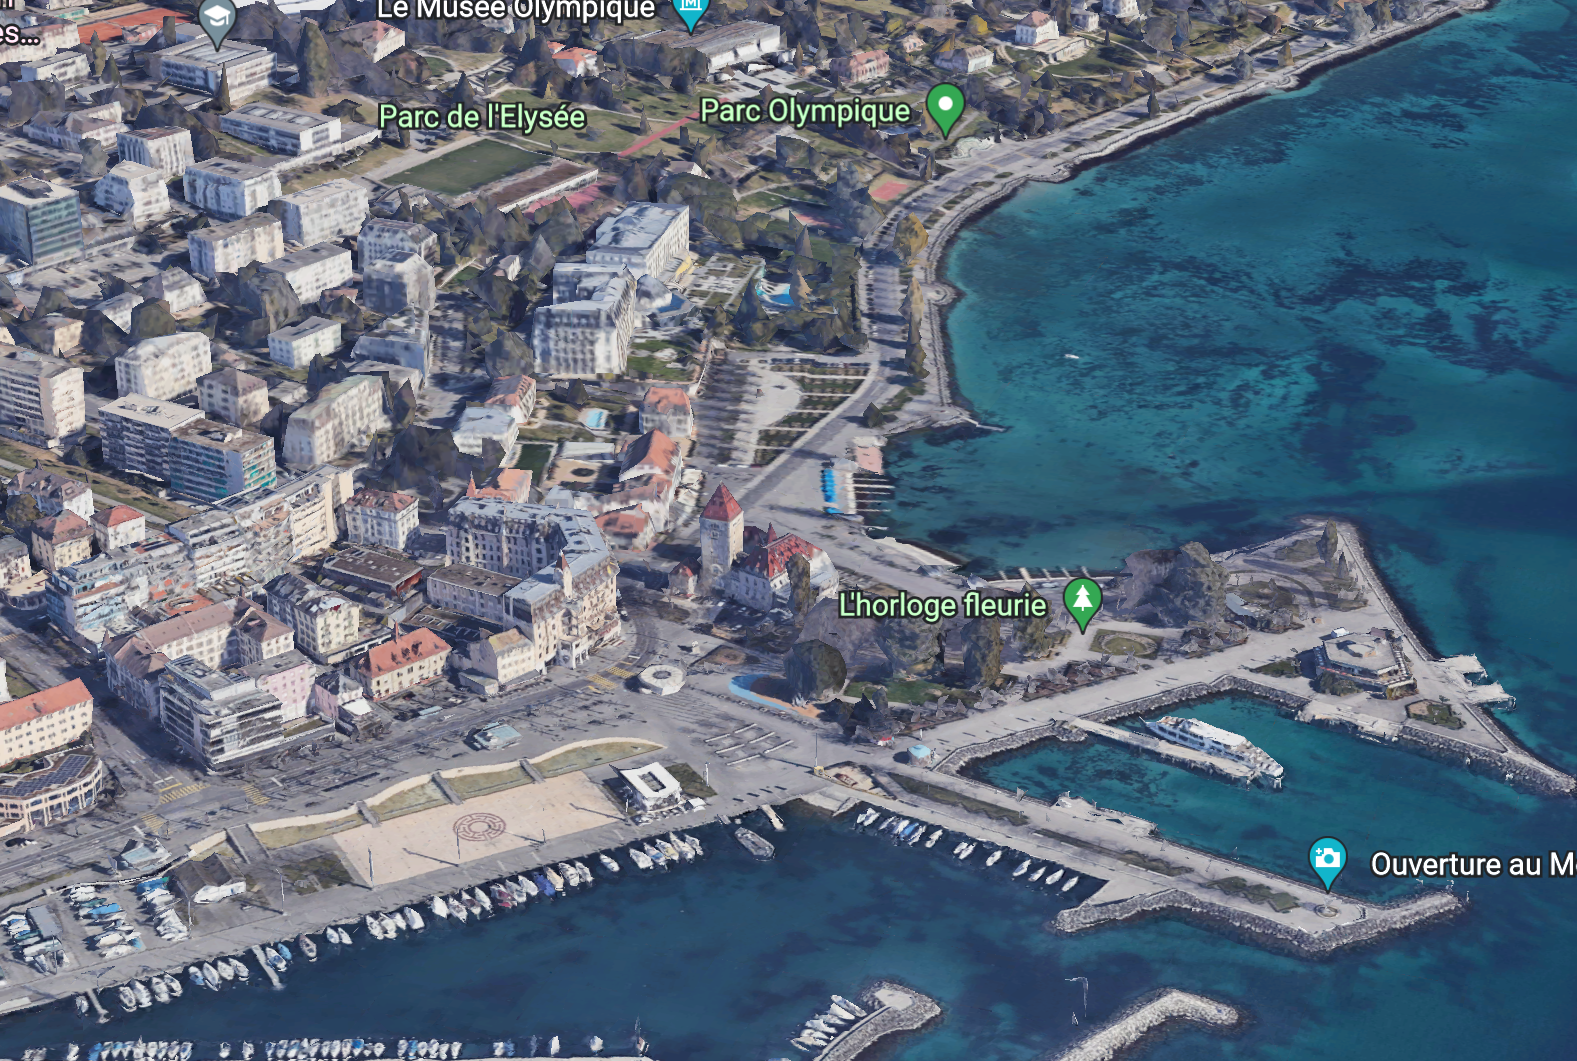 Le Musée Olympique
s...
Parc de l'Elysée
Parc Olympique
L'horloge fleurie
Ouverture au M